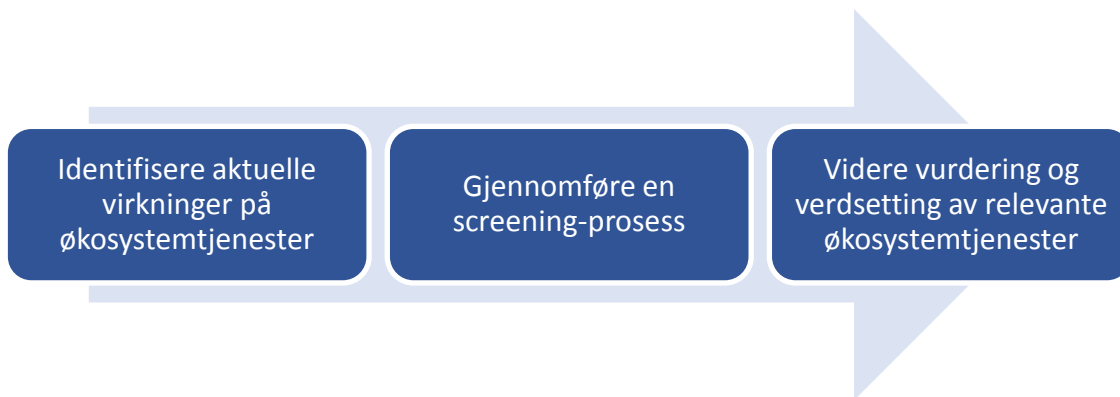 Identifisere aktuelle
virkninger på
økosystemtjenester
Gjennomføre en
screening-prosess
Videre vurdering og
verdsetting av relevante
økosystemtjenester